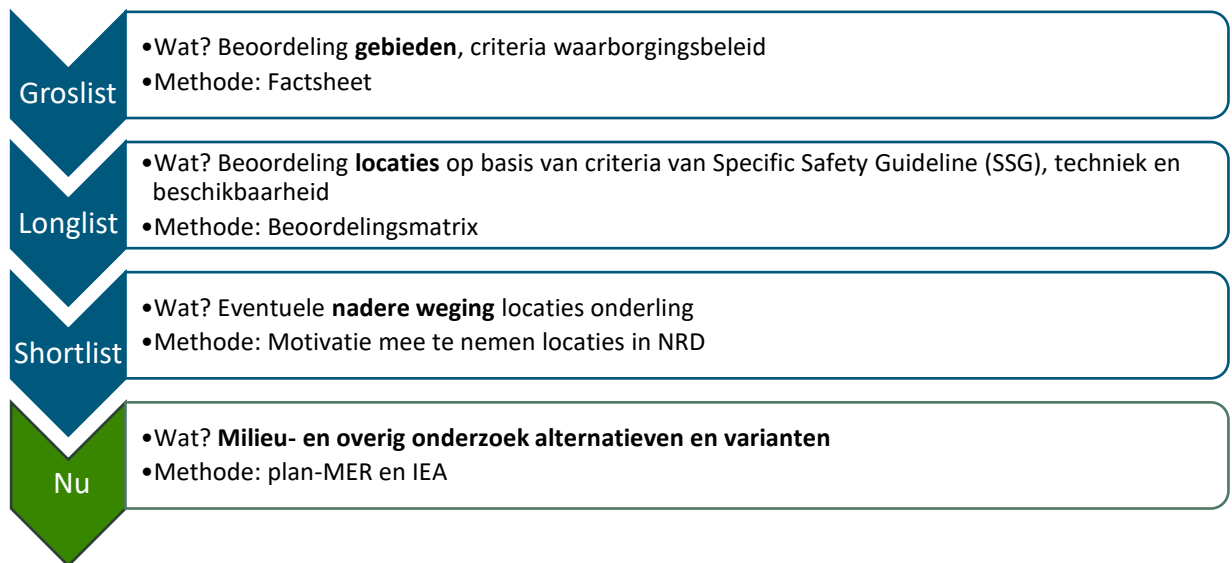 Groslist
•Wat? Beoordeling gebieden, criteria waarborgingsbeleid
•Methode: Factsheet
Longlist
•Wat? Beoordeling locaties op basis van criteria van Specific Safety Guideline (SSG), techniek en
beschikbaarheid
•Methode: Beoordelingsmatrix
Shortlist
•Wat? Eventuele nadere weging locaties onderling
•Methode: Motivatie mee te nemen locaties in NRD
Nu
•Wat? Milieu- en overig onderzoek alternatieven en varianten
•Methode: plan-MER en IEA